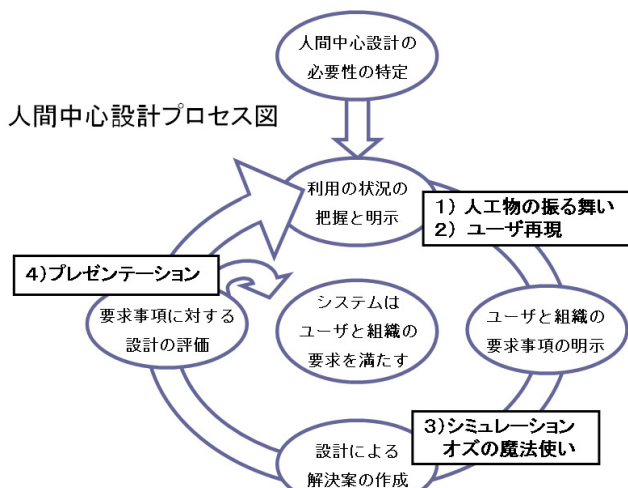 人間中心設計の
必要性の特定
人間中心設計プロセス図
利用の状況の
把握と明示
1）人工物の振る舞い
2）ユーザ再現
4)プレゼンテーション
要求事項に対する
設計の評価
システムは
ユーザと組織の
要求を満たす
ユーザと組織の
要求事項の明示
3)シミュレーション
オズの魔法使い
設計による
解決案の作成